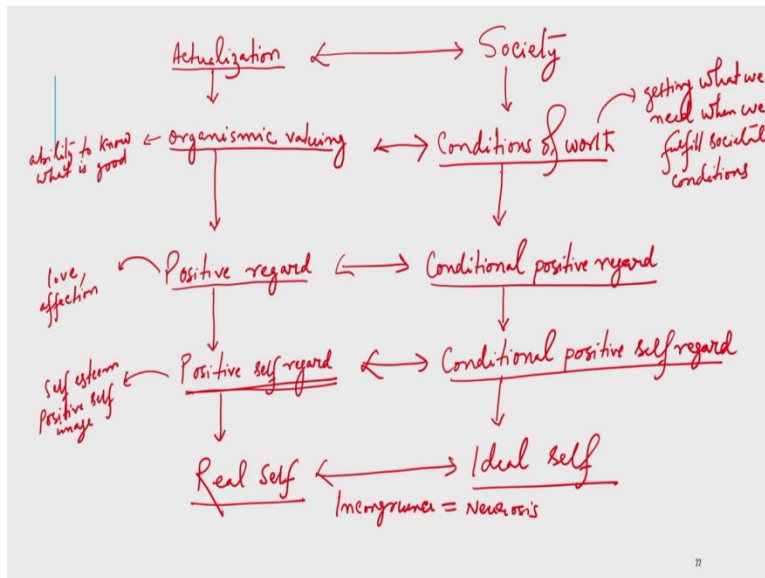 Actualization
Society
getting what we
need when we
fulfill societal
conditions
ability to know
what is good
organismic valuing
Conditions of worth
love,
affection
Positive regard
Conditional positive regard
Self esteem
Positive self
image
Positive self regard
Conditional positive self regard
Real self
Ideal self
Incongruence = Neurosis
77